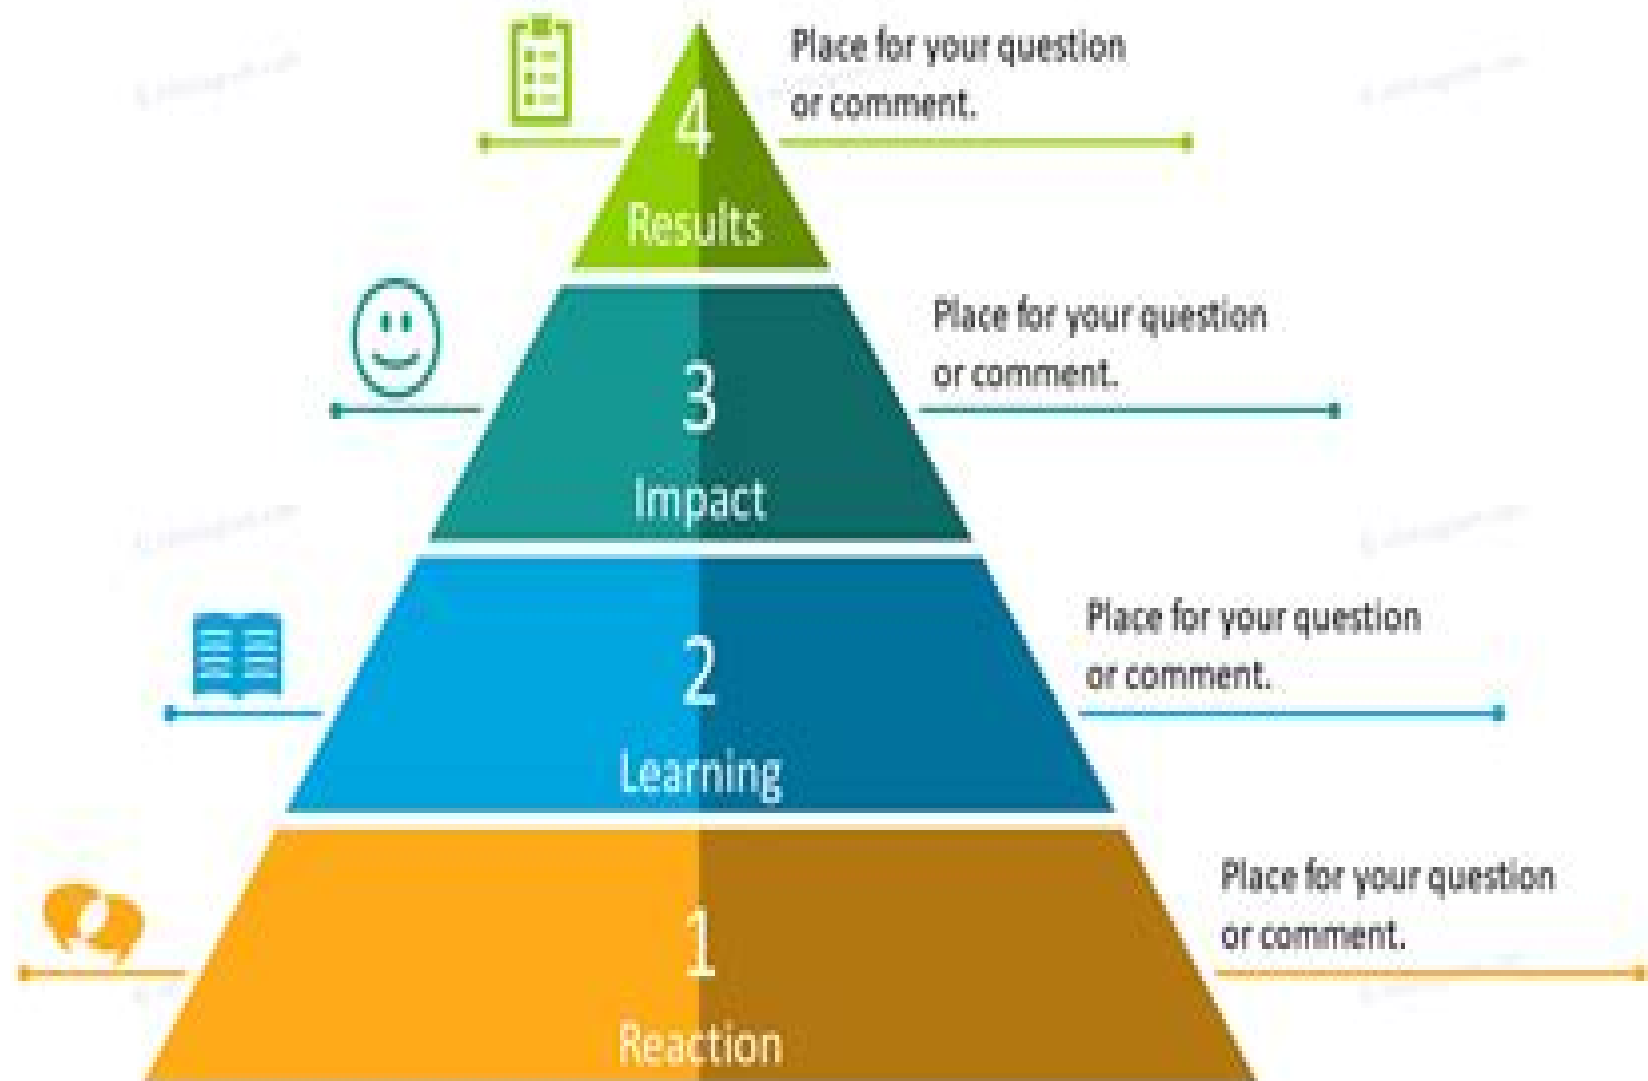 Place for your question
or comment.
4
Results
Place for your question
or comment.
3
Impact
Place for your question
or comment.
2
Learning
Place for your question
or comment.
1
Reaction